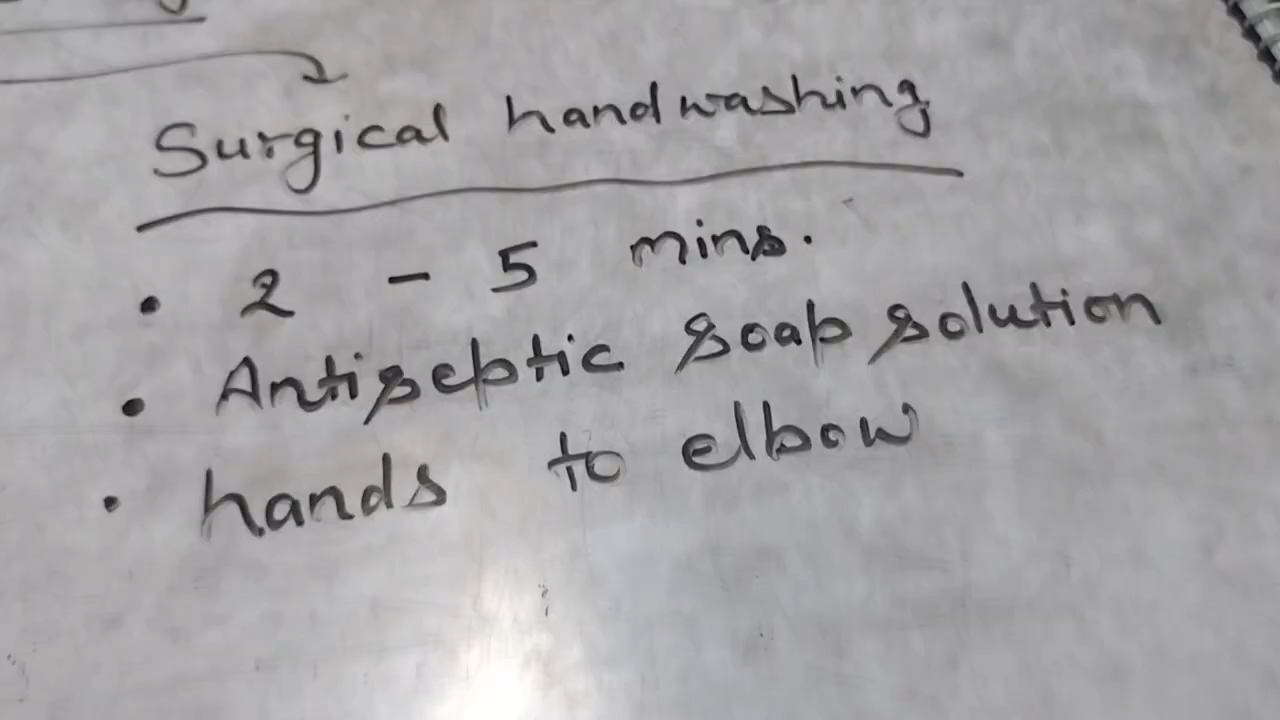 Surgical handwashing
• 2 - 5 mins.
• Antiseptic soap solution
• hands to elbow